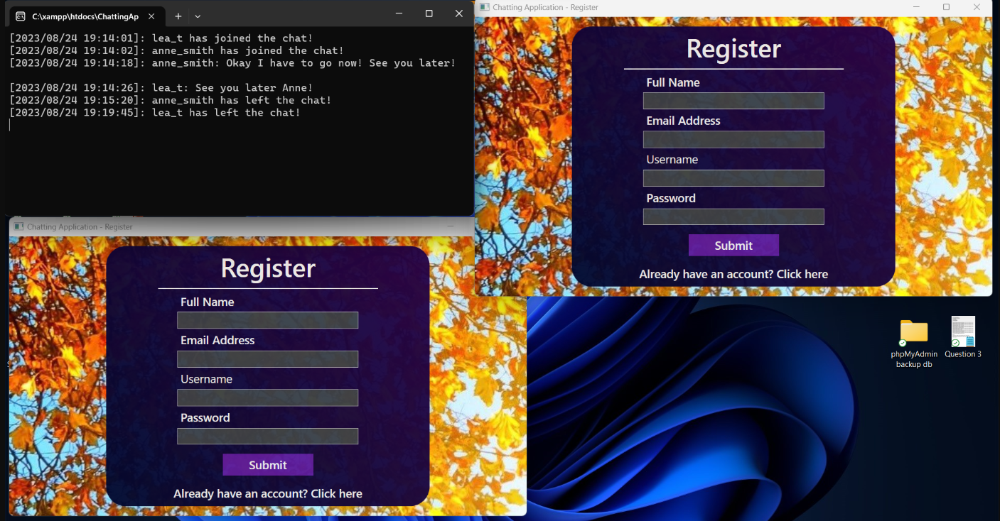 C:\xampp\htdocs\ChattingAp
[2023/08/24 19:14:01]: lea_t has joined the chat!
[2023/08/24 19:14:02]: anne_smith has joined the chat!
[2023/08/24 19:14:18]: anne_smith: Okay I have to go now! See you later!
[2023/08/24 19:14:26]: lea_t: See you later Anne!
[2023/08/24 19:15:20]: anne_smith has left the chat!
[2023/08/24 19:19:45]: lea_t has left the chat!
Chatting Application - Register
Register
Full Name
Email Address
Username
Password
Submit
Already have an account? Click here
Chatting Application - Register
Register
Full Name
Email Address
Username
Password
Submit
Already have an account? Click here
phpMyAdmin
backup db
Question 3